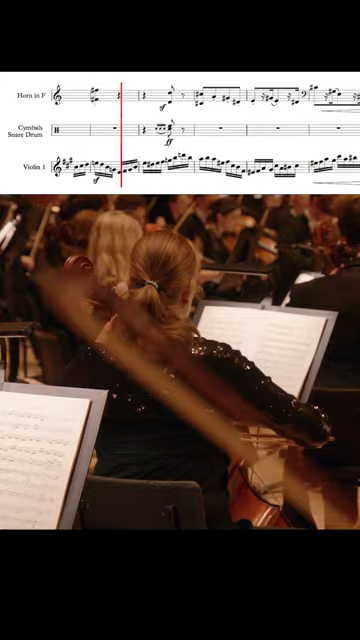 Horn in F
sf
Cymbals
Snare Drum
ff
Violin 1
sf